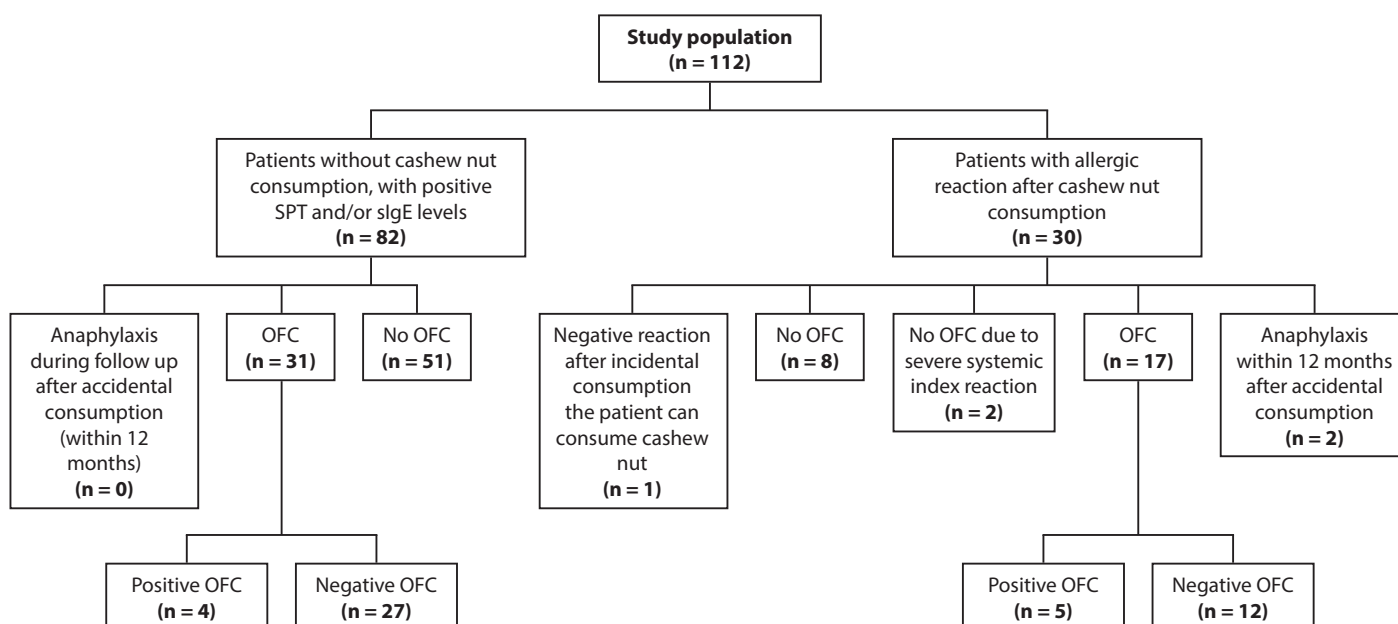 Study population
(n = 112)
Patients without cashew nut
consumption, with positive
SPT and/or sIgE levels
(n = 82)
Patients with allergic
reaction after cashew nut
consumption
(n = 30)
Anaphylaxis
during follow up
after accidental
consumption
(within 12
months)
(n = 0)
OFC
(n = 31)
No OFC
(n = 51)
Negative reaction
after incidental
consumption
the patient can
consume cashew
nut
(n = 1)
No OFC
(n = 8)
No OFC due to
severe systemic
index reaction
(n = 2)
OFC
(n = 17)
Anaphylaxis
within 12 months
after accidental
consumption
(n = 2)
Positive OFC
(n = 4)
Negative OFC
(n = 27)
Positive OFC
(n = 5)
Negative OFC
(n = 12)